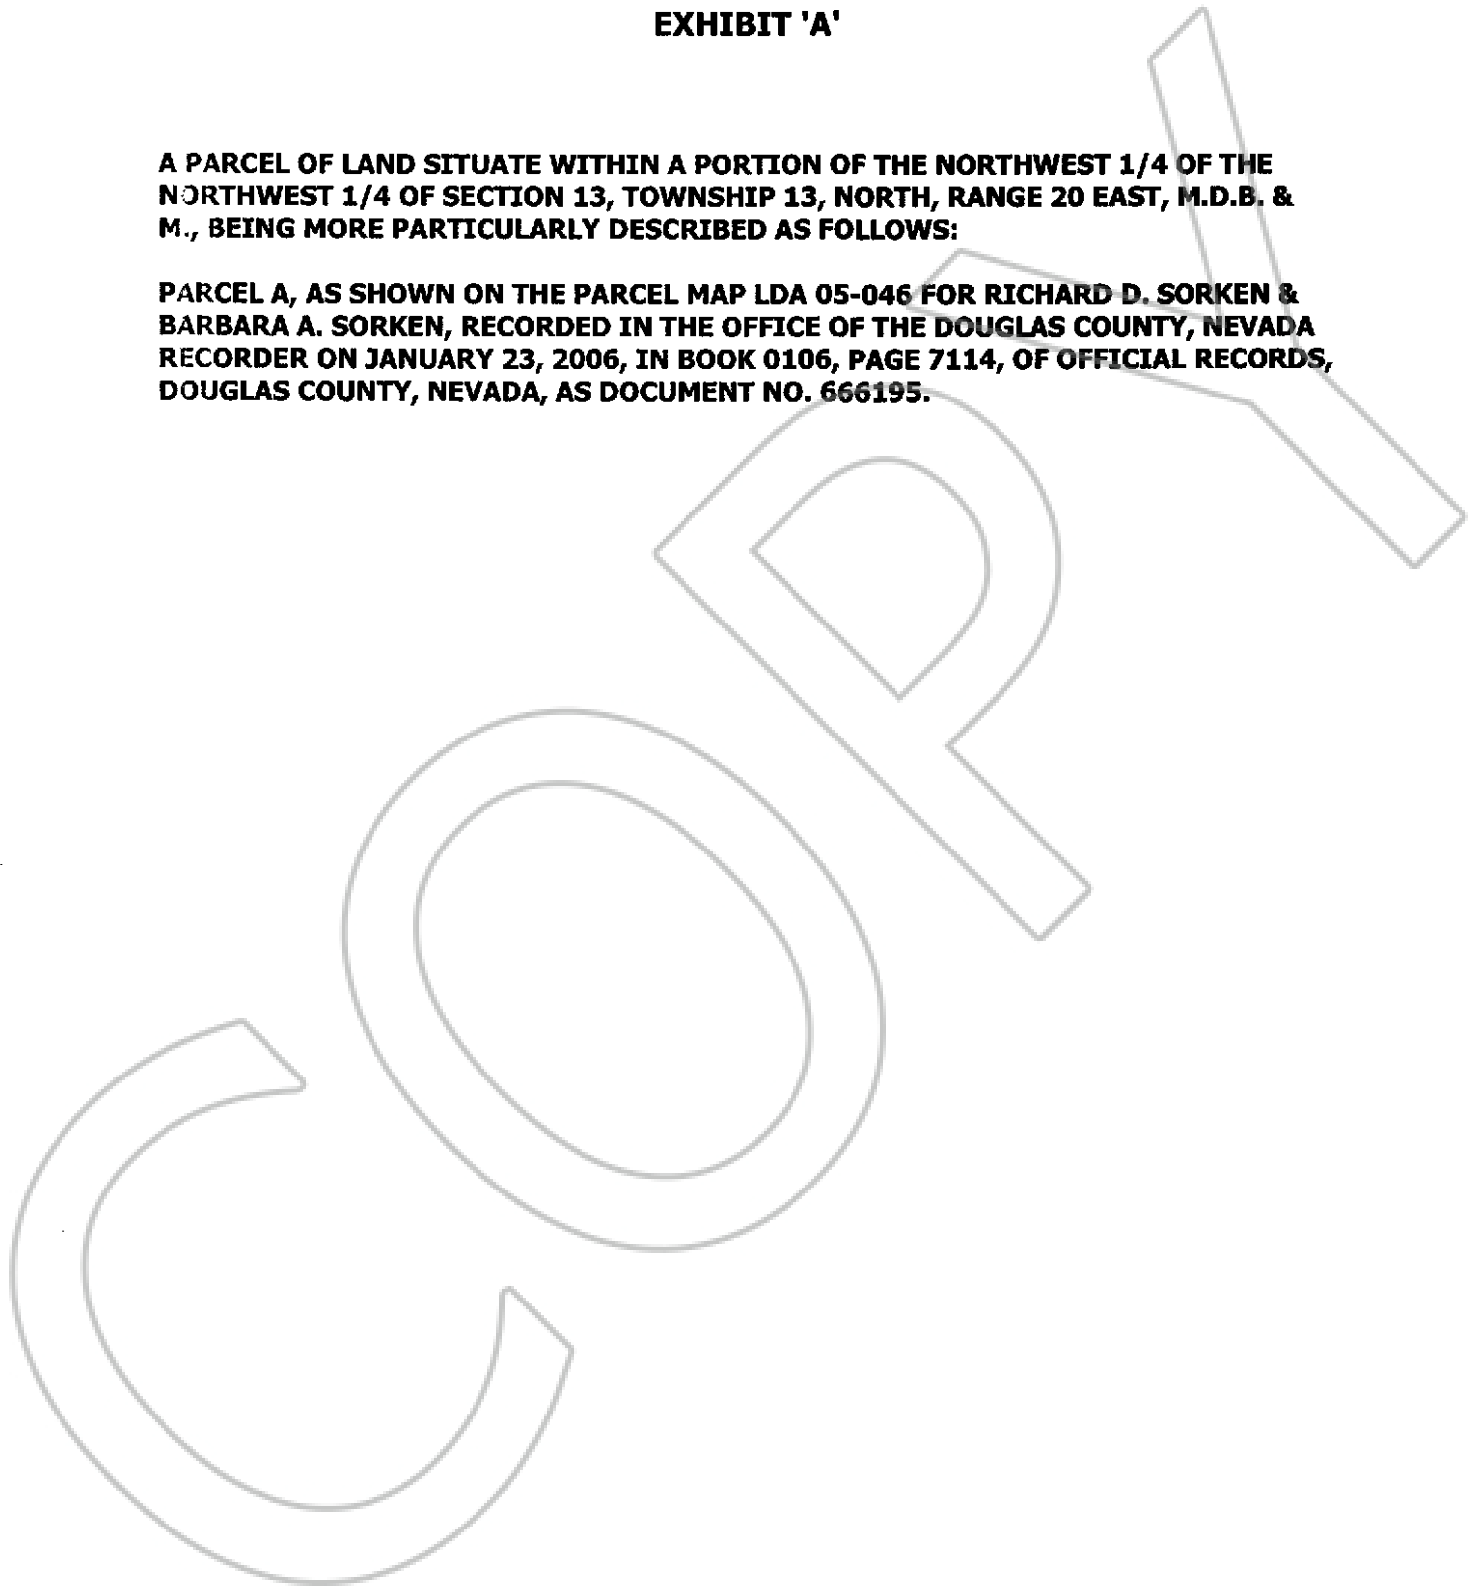 EXHIBIT 'A'
A PARCEL OF LAND SITUATE WITHIN A PORTION OF THE NORTHWEST 1/4 OF THE
NORTHWEST 1/4 OF SECTION 13, TOWNSHIP 13, NORTH, RANGE 20 EAST, M.D.B. &
M., BEING MORE PARTICULARLY DESCRIBED AS FOLLOWS:
PARCEL A, AS SHOWN ON THE PARCEL MAP LDA 05-046 FOR RICHARD D. SORKEN &
BARBARA A. SORKEN, RECORDED IN THE OFFICE OF THE DOUGLAS COUNTY, NEVADA
RECORDER ON JANUARY 23, 2006, IN BOOK 0106, PAGE 7114, OF OFFICIAL RECORDS,
DOUGLAS COUNTY, NEVADA, AS DOCUMENT NO. 666195.
COPY